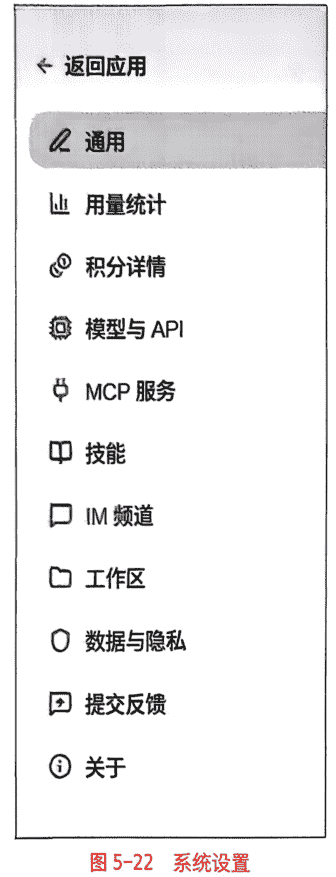 ← 返回应用
通用
用量统计
积分详情
模型与 API
MCP 服务
技能
IM 频道
工作区
数据与隐私
提交反馈
关于
图 5-22 系统设置